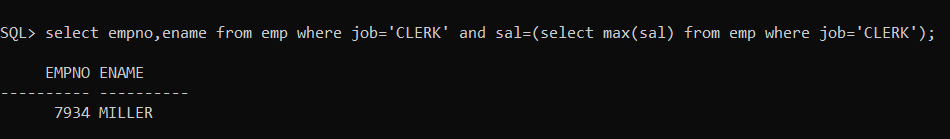 SQL> select empno,ename from emp where job='CLERK' and sal=(select max(sal) from emp where job='CLERK');
     EMPNO ENAME
---------- ----------
      7934 MILLER